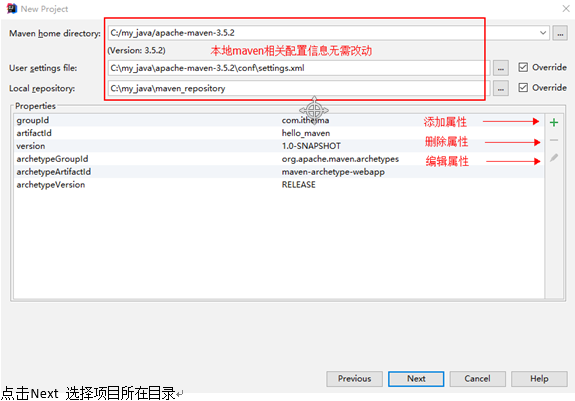 New Project
Maven home directory: C:/my_java/apache-maven-3.5.2 ...
(Version: 3.5.2) 本地maven相关配置信息无需改动
User settings file: C:\my_java\apache-maven-3.5.2\conf\settings.xml ... Override
Local repository: C:\my_java\maven_repository ... Override
Properties
groupId com.itheima 添加属性
artifactId hello_maven
version 1.0-SNAPSHOT 删除属性
archetypeGroupId org.apache.maven.archetypes 编辑属性
archetypeArtifactId maven-archetype-webapp
archetypeVersion RELEASE
Previous Next Cancel Help
点击Next 选择项目所在目录